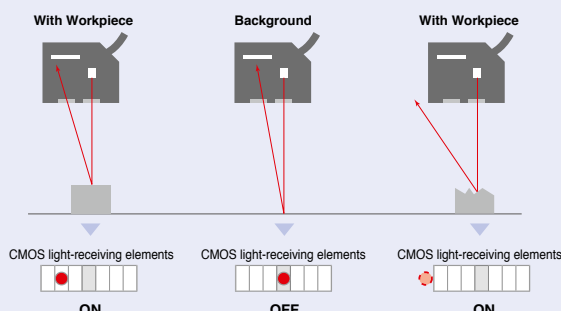 With Workpiece
Background
With Workpiece
CMOS light-receiving elements
CMOS light-receiving elements
CMOS light-receiving elements
ON
OFF
ON